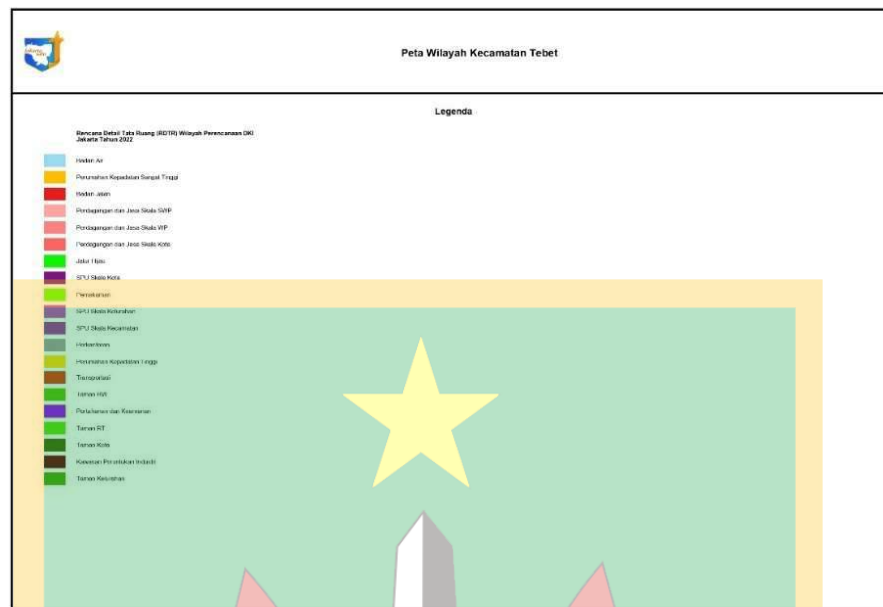 Peta Wilayah Kecamatan Tebet
Legenda
Rencana Detail Tata Ruang (RDTR) Wilayah Perencanaan DKI
Jakarta Tahun 2022
Badan Air
Perumahan Kepadatan Sangat Tinggi
Badan Jalan
Perdagangan dan Jasa Skala SWP
Perdagangan dan Jasa Skala WP
Perdagangan dan Jasa Skala Kota
Jalur Hijau
SPU Skala Kota
Pemakaman
SPU Skala Kelurahan
SPU Skala Kecamatan
Perkantoran
Perumahan Kepadatan Tinggi
Transportasi
Taman RW
Pertahanan dan Keamanan
Taman RT
Taman Kota
Kawasan Peruntukan Industri
Taman Kelurahan